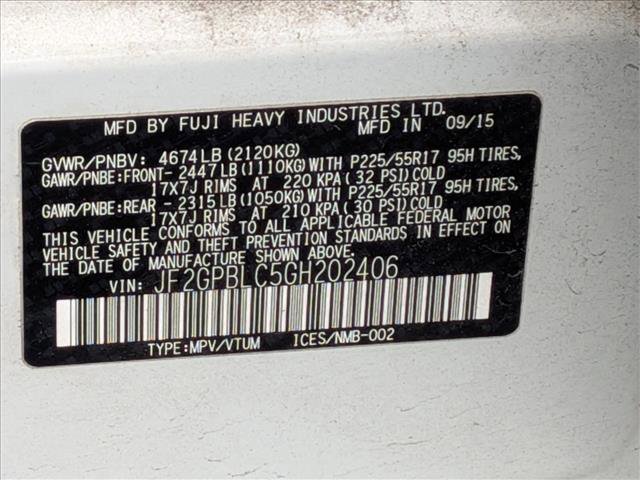 MFD BY FUJI HEAVY INDUSTRIES LTD.
MFD IN 09/15
GVWR/PNBV: 4674LB(2120KG)
GAWR/PNBE:FRONT- 2447LB(1110KG)WITH P225/55R17 95H TIRES,
17X7J RIMS AT 220 KPA(32 PSI)COLD
GAWR/PNBE:REAR - 2315LB(1050KG)WITH P225/55R17 95H TIRES,
17X7J RIMS AT 210 KPA(30 PSI)COLD
THIS VEHICLE CONFORMS TO ALL APPLICABLE FEDERAL MOTOR
VEHICLE SAFETY AND BUMPER STANDARDS IN EFFECT ON
THE DATE OF MANUFACTURE SHOWN ABOVE.
VIN: JF2GPBLC5GH202406
TYPE:MPV/VTUM ICES/NMB-002